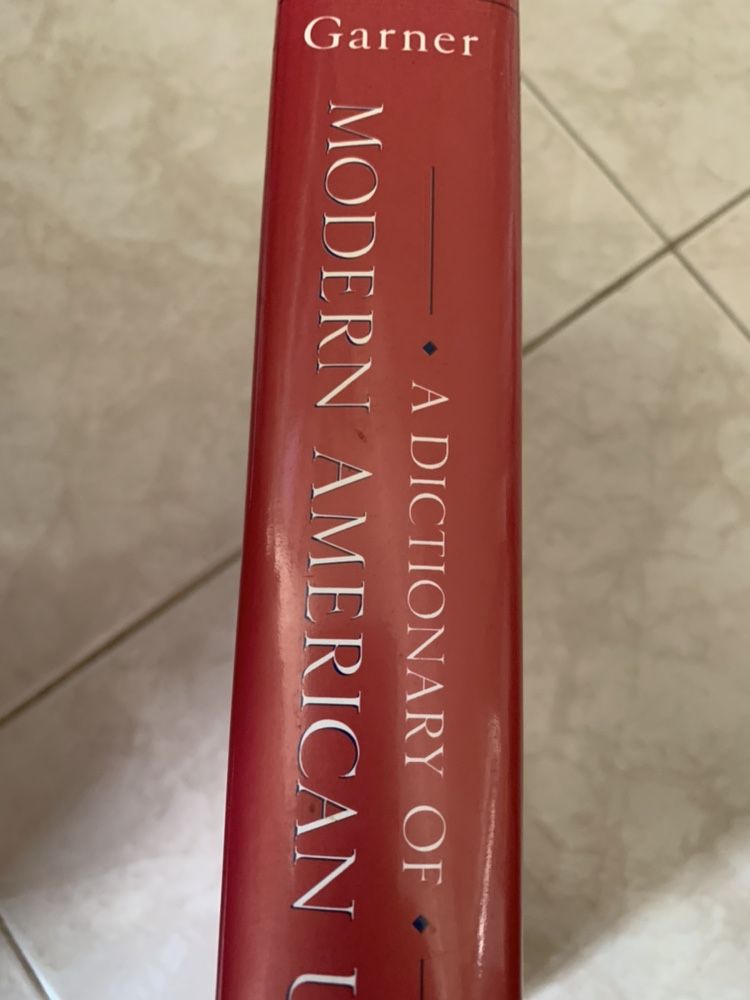 Garner
A DICTIONARY OF
MODERN AMERICAN U